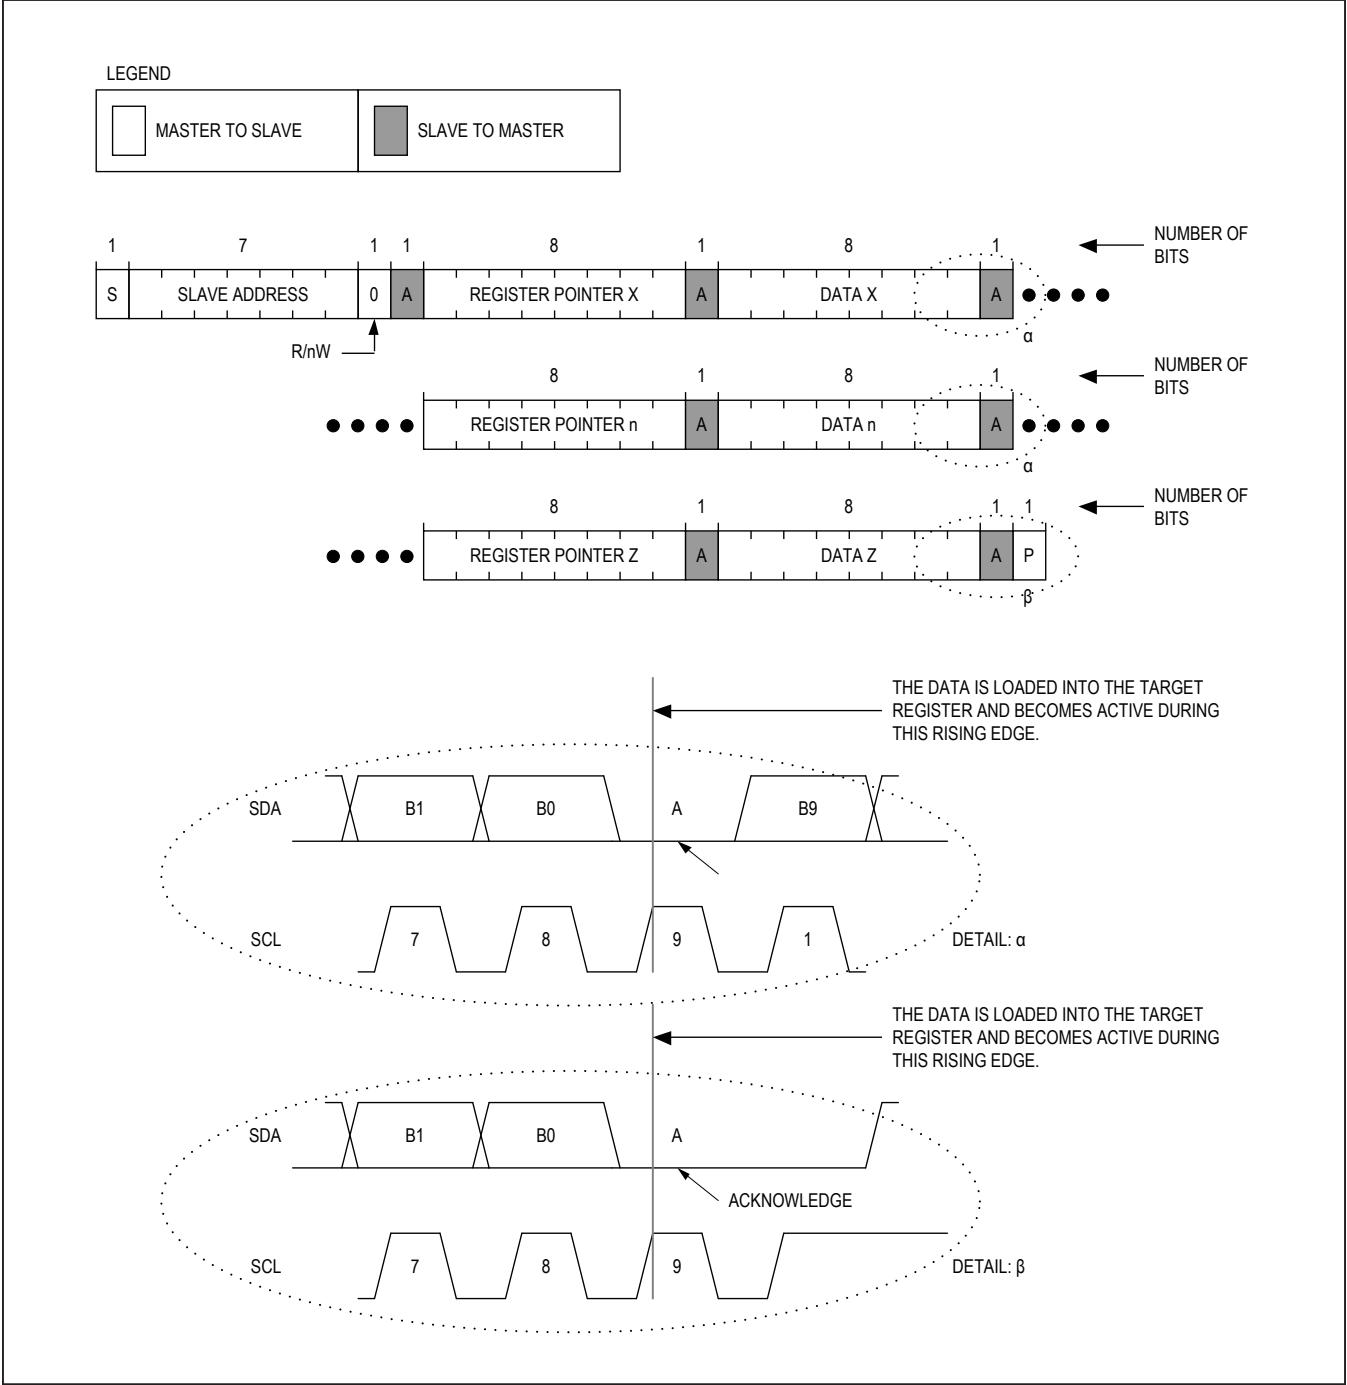 LEGEND
MASTER TO SLAVE
SLAVE TO MASTER
1 7 1 1 8 1 8 1
NUMBER OF
BITS
S SLAVE ADDRESS 0 A REGISTER POINTER X A DATA X A
α
R/nW
8 1 8 1
NUMBER OF
BITS
REGISTER POINTER n A DATA n A
α
8 1 8 1 1
NUMBER OF
BITS
REGISTER POINTER Z A DATA Z A P
β
THE DATA IS LOADED INTO THE TARGET
REGISTER AND BECOMES ACTIVE DURING
THIS RISING EDGE.
SDA B1 B0 A B9
SCL 7 8 9 1 DETAIL: α
THE DATA IS LOADED INTO THE TARGET
REGISTER AND BECOMES ACTIVE DURING
THIS RISING EDGE.
SDA B1 B0 A
ACKNOWLEDGE
SCL 7 8 9 DETAIL: β